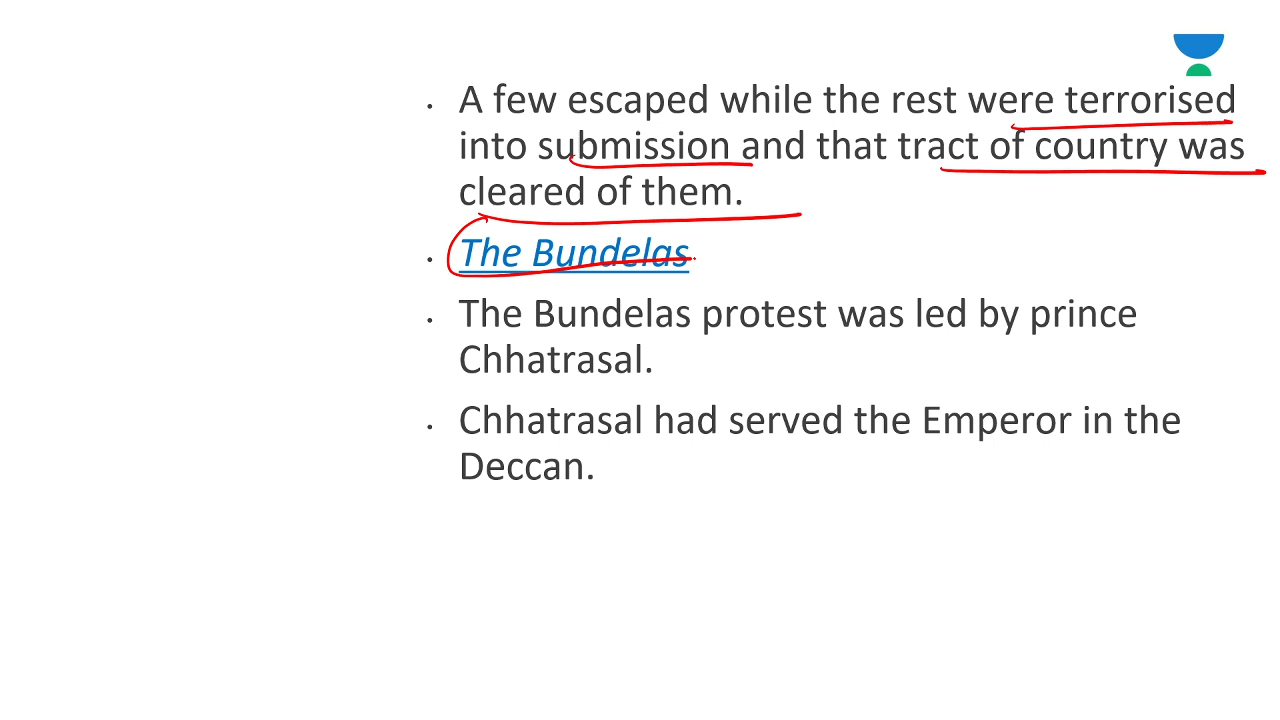 A few escaped while the rest were terrorised
into submission and that tract of country was
cleared of them.
The Bundelas
The Bundelas protest was led by prince
Chhatrasal.
Chhatrasal had served the Emperor in the
Deccan.